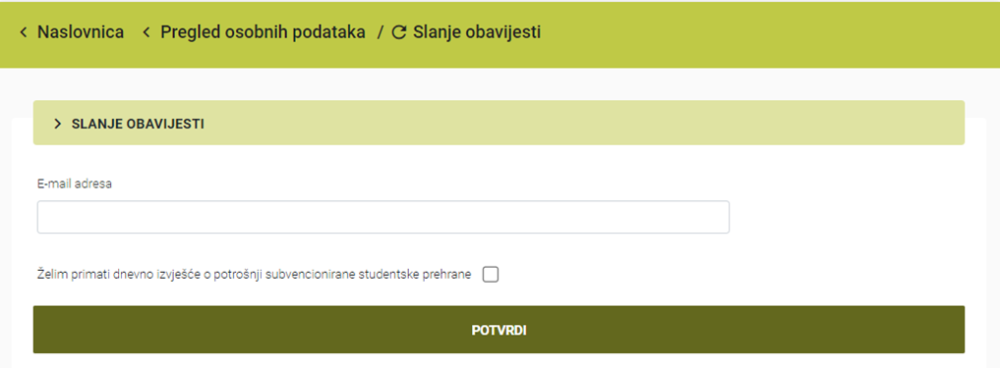 Naslovnica Pregled osobnih podataka / Slanje obavijesti
SLANJE OBAVIJESTI
E-mail adresa
Želim primati dnevno izvješće o potrošnji subvencionirane studentske prehrane
POTVRDI